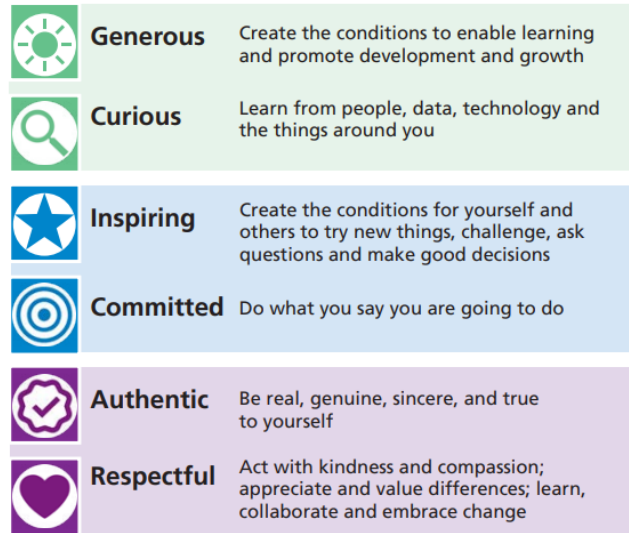 Generous
Create the conditions to enable learning
and promote development and growth
Curious
Learn from people, data, technology and
the things around you
Inspiring
Create the conditions for yourself and
others to try new things, challenge, ask
questions and make good decisions
Committed
Do what you say you are going to do
Authentic
Be real, genuine, sincere, and true
to yourself
Respectful
Act with kindness and compassion;
appreciate and value differences; learn,
collaborate and embrace change